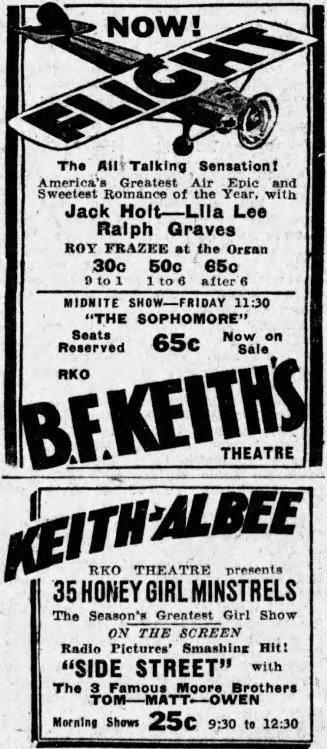 NOW!
FLIGHT
The All Talking Sensation!
America's Greatest Air Epic and
Sweetest Romance of the Year, with
Jack Holt—Lila Lee
Ralph Graves
ROY FRAZEE at the Organ
30c 50c 65c
9 to 1 1 to 6 after 6
MIDNITE SHOW—FRIDAY 11:30
"THE SOPHOMORE"
Seats Reserved 65c Now on Sale
RKO
B.F. KEITH'S
THEATRE
KEITH-ALBEE
RKO THEATRE presents
35 HONEY GIRL MINSTRELS
The Season's Greatest Girl Show
ON THE SCREEN
Radio Pictures' Smashing Hit!
"SIDE STREET" with
The 3 Famous Moore Brothers
TOM—MATT—OWEN
Morning Shows 25c 9:30 to 12:30